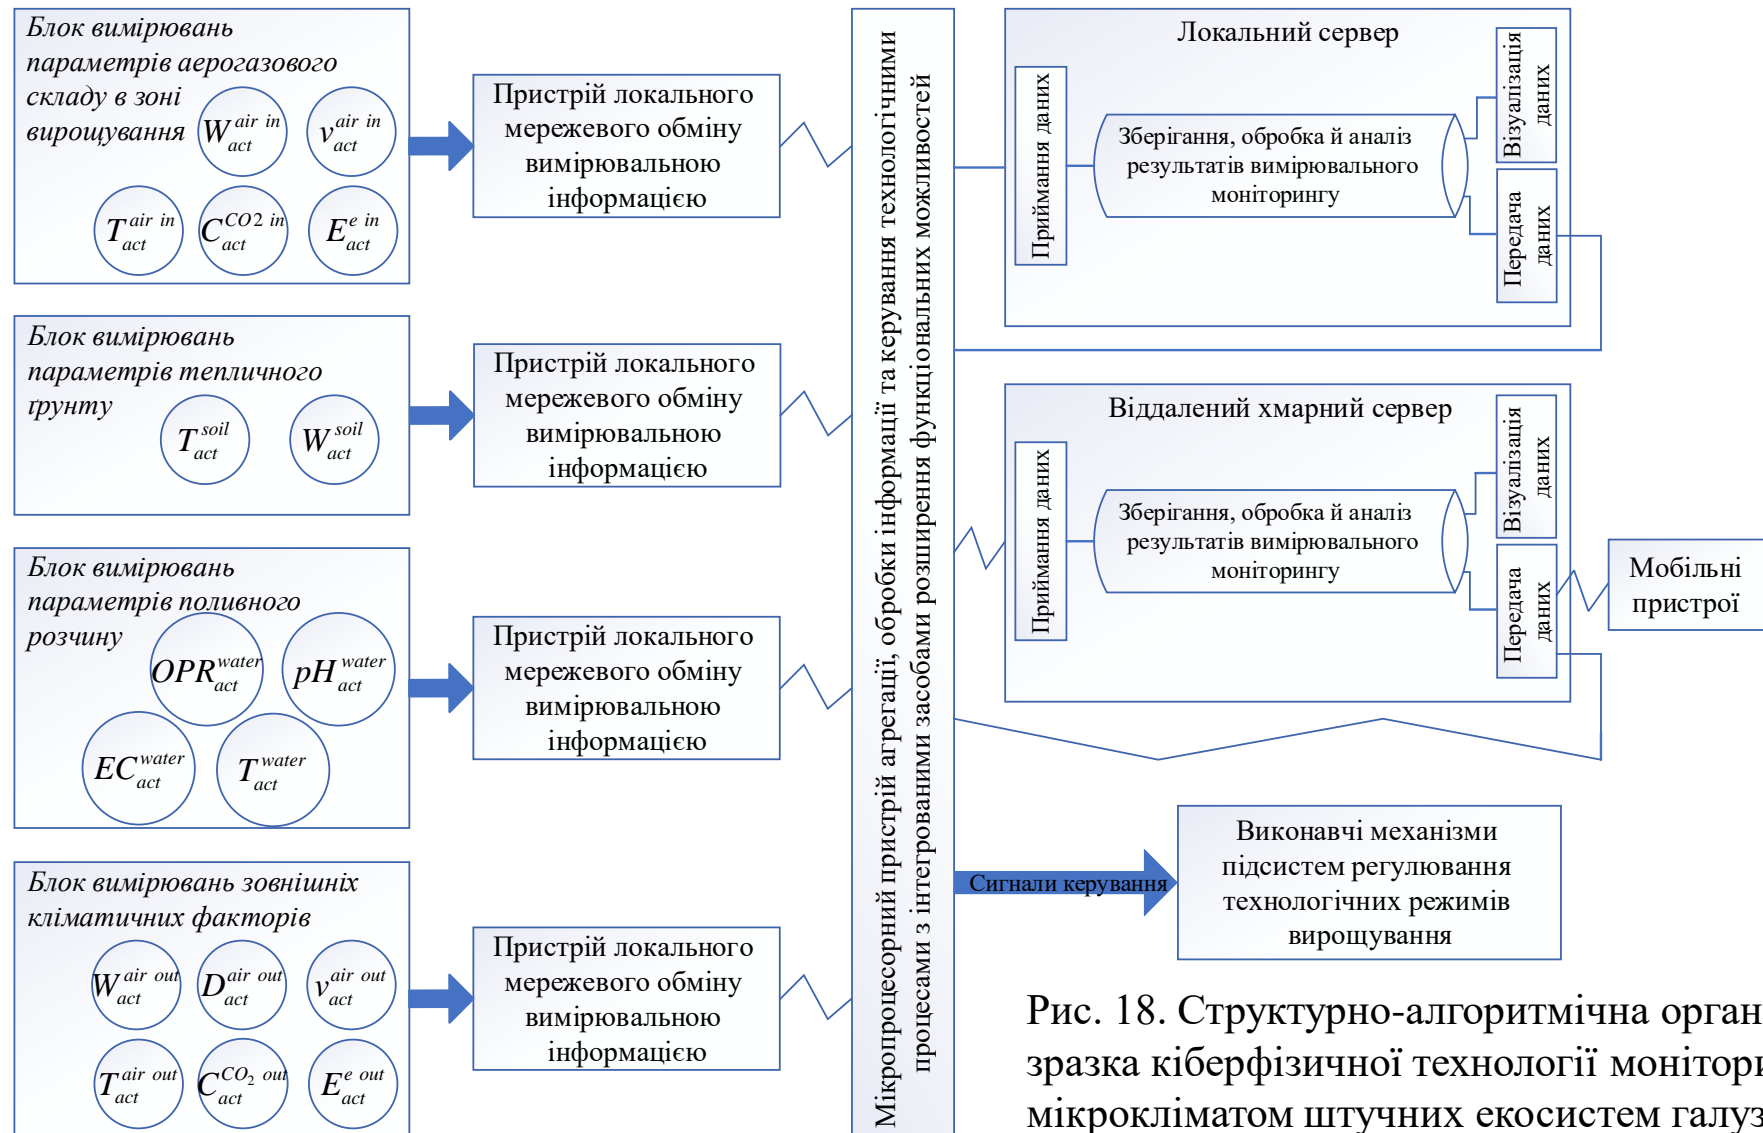 Блок вимірювань
параметрів аерогазового
складу в зоні
вирощування
W act air in
v act air in
T act air in
C act CO2 in
E act e in
Пристрій локального
мережевого обміну
вимірювальною
інформацією
Блок вимірювань
параметрів тепличного
ґрунту
T act soil
W act soil
Пристрій локального
мережевого обміну
вимірювальною
інформацією
Блок вимірювань
параметрів поливного
розчину
OPR act water
pH act water
EC act water
T act water
Пристрій локального
мережевого обміну
вимірювальною
інформацією
Блок вимірювань зовнішніх
кліматичних факторів
W act air out
D act air out
v act air out
T act air out
C act CO₂ out
E act e out
Пристрій локального
мережевого обміну
вимірювальною
інформацією
Мікропроцесорний пристрій агрегації, обробки інформації та керування технологічними
процесами з інтегрованими засобами розширення функціональних можливостей
Локальний сервер
Приймання даних
Зберігання, обробка й аналіз
результатів вимірювального
моніторингу
Візуалізація
даних
Передача
даних
Віддалений хмарний сервер
Приймання даних
Зберігання, обробка й аналіз
результатів вимірювального
моніторингу
Візуалізація
даних
Передача
даних
Мобільні
пристрої
Сигнали керування
Виконавчі механізми
підсистем регулювання
технологічних режимів
вирощування
Рис. 18. Структурно-алгоритмічна орган
зразка кіберфізичної технології монітори
мікрокліматом штучних екосистем галуз